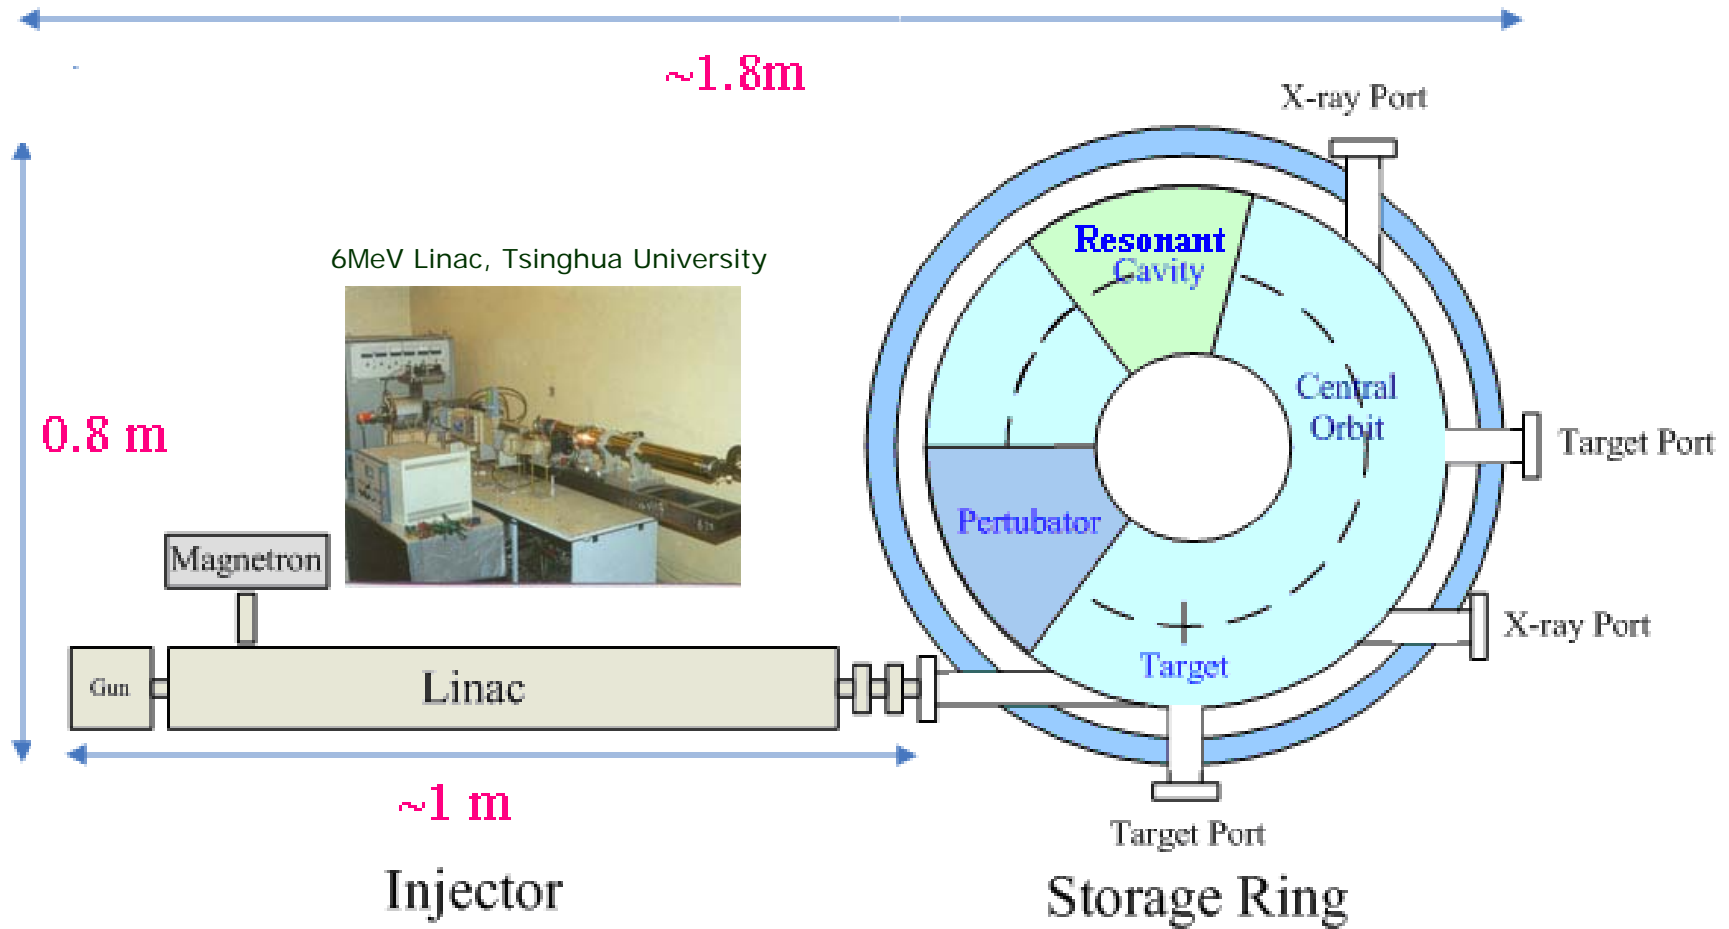 ~1.8m
X-ray Port
6MeV Linac, Tsinghua University
Resonant
Cavity
Central
Orbit
0.8 m
Target Port
Pertubator
Magnetron
X-ray Port
Target
Gun
Linac
~1 m
Target Port
Injector
Storage Ring